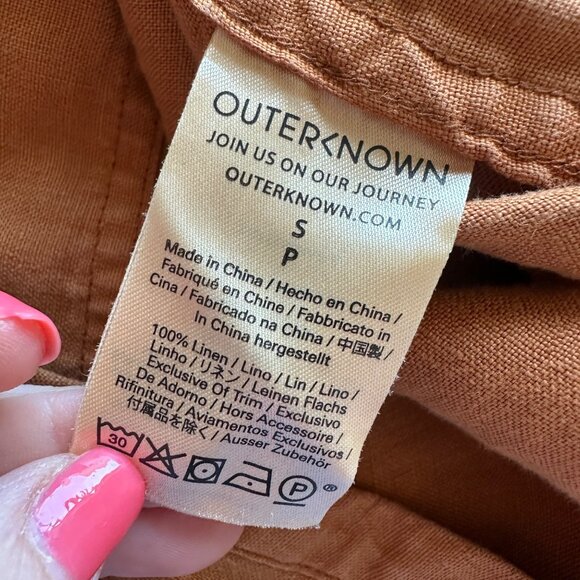 OUTERKNOWN
JOIN US ON OUR JOURNEY
OUTERKNOWN.COM
S
P
Made in China / Hecho en China /
Fabriqué en Chine / Fabbricato in
Cina / Fabricado na China / 中国製 /
In China hergestellt
100% Linen / Lino / Lin / Lino /
Linho / リネン / Leinen Flachs
Exclusive Of Trim / Exclusivo
De Adorno / Hors Accessoire /
Rifinitura / Aviamentos Exclusivos /
付属品を除く / Ausser Zubehör
30 P ®